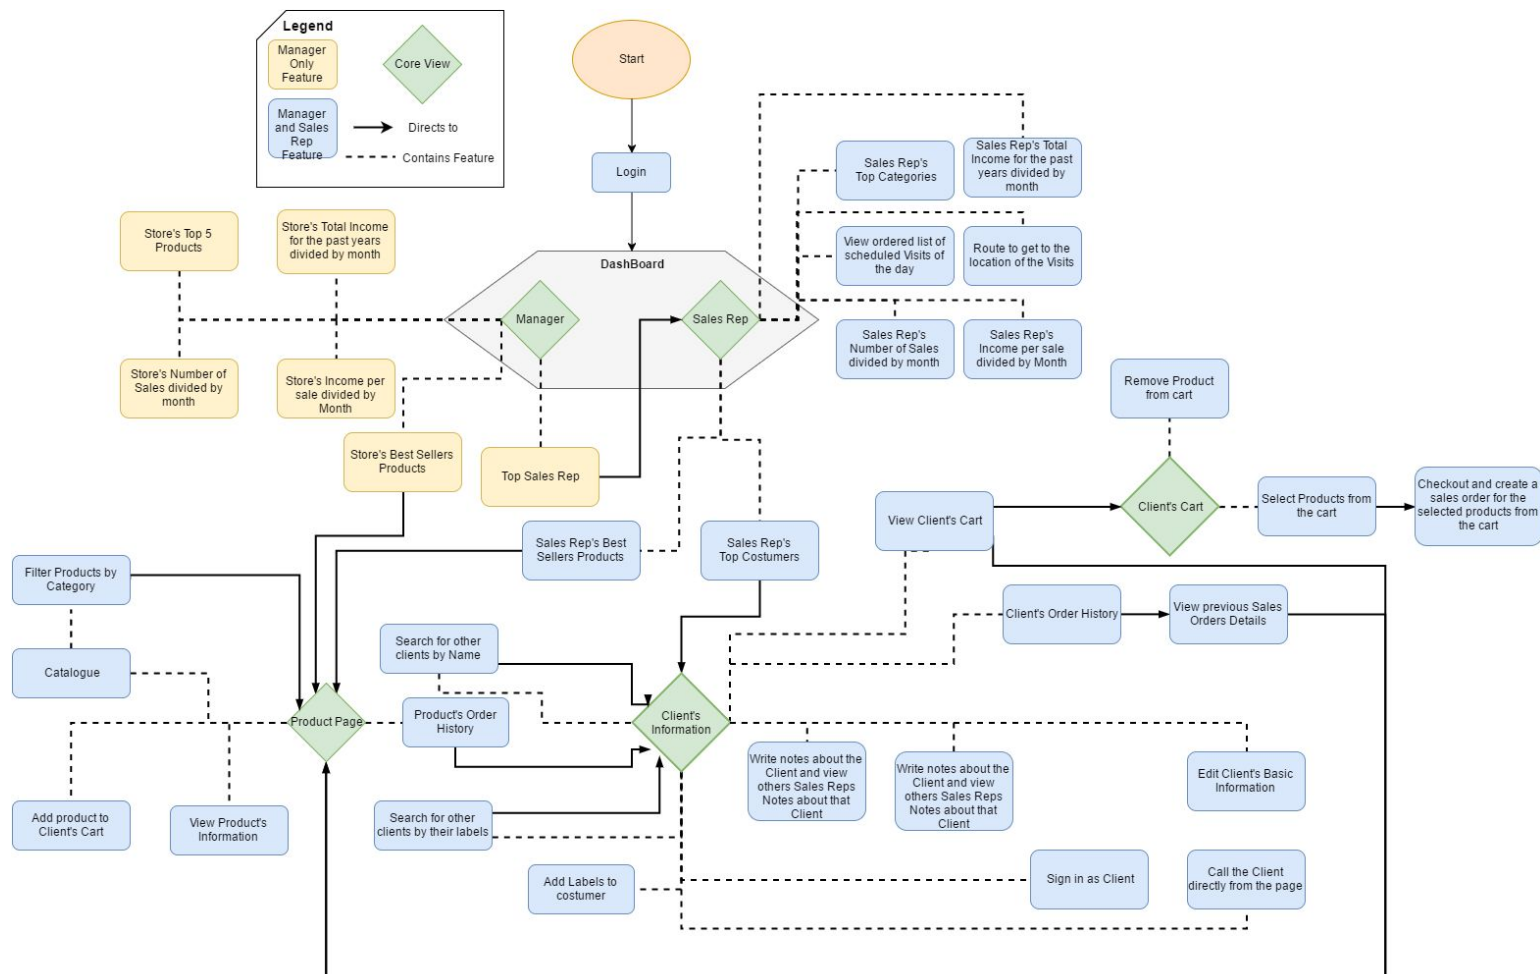 Legend
Manager
Only
Feature
Core View
Manager
and Sales
Rep
Feature
Directs to
Contains Feature
Start
Login
Sales Rep's
Top Categories
Sales Rep's Total
Income for the past
years divided by
month
Store's Top 5
Products
Store's Total Income
for the past years
divided by month
View ordered list of
scheduled Visits of
the day
Route to get to the
location of the Visits
DashBoard
Manager
Sales Rep
Sales Rep's
Number of Sales
divided by month
Sales Rep's
Income per sale
divided by Month
Store's Number of
Sales divided by
month
Store's Income per
sale divided by
Month
Remove Product
from cart
Store's Best Sellers
Products
Top Sales Rep
View Client's Cart
Client's Cart
Select Products from
the cart
Checkout and create a
sales order for the
selected products from
the cart
Sales Rep's Best
Sellers Products
Sales Rep's
Top Costumers
Filter Products by
Category
Client's Order History
View previous Sales
Orders Details
Search for other
clients by Name
Catalogue
Product Page
Product's Order
History
Client's
Information
Write notes about the
Client and view
others Sales Reps
Notes about that
Client
Write notes about the
Client and view
others Sales Reps
Notes about that
Client
Edit Client's Basic
Information
Add product to
Client's Cart
View Product's
Information
Search for other
clients by their labels
Add Labels to
costumer
Sign in as Client
Call the Client
directly from the page